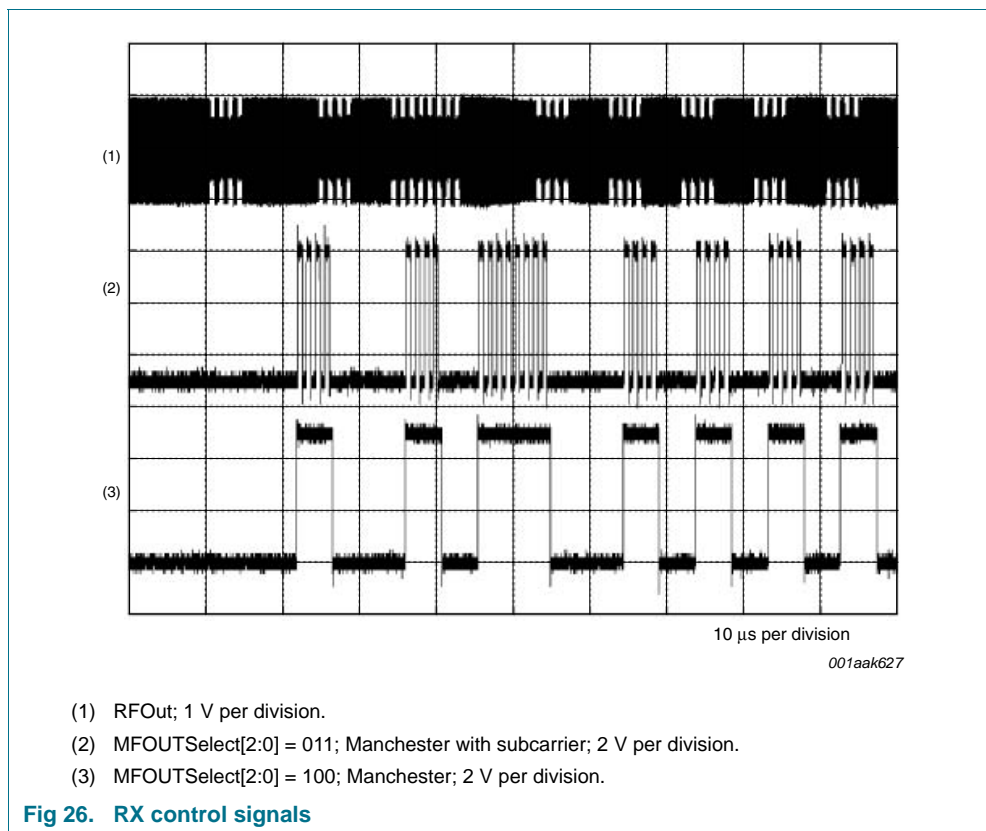 (1)
(2)
(3)
10 μs per division
001aak627
(1) RFOut; 1 V per division.
(2) MFOUTSelect[2:0] = 011; Manchester with subcarrier; 2 V per division.
(3) MFOUTSelect[2:0] = 100; Manchester; 2 V per division.
Fig 26. RX control signals